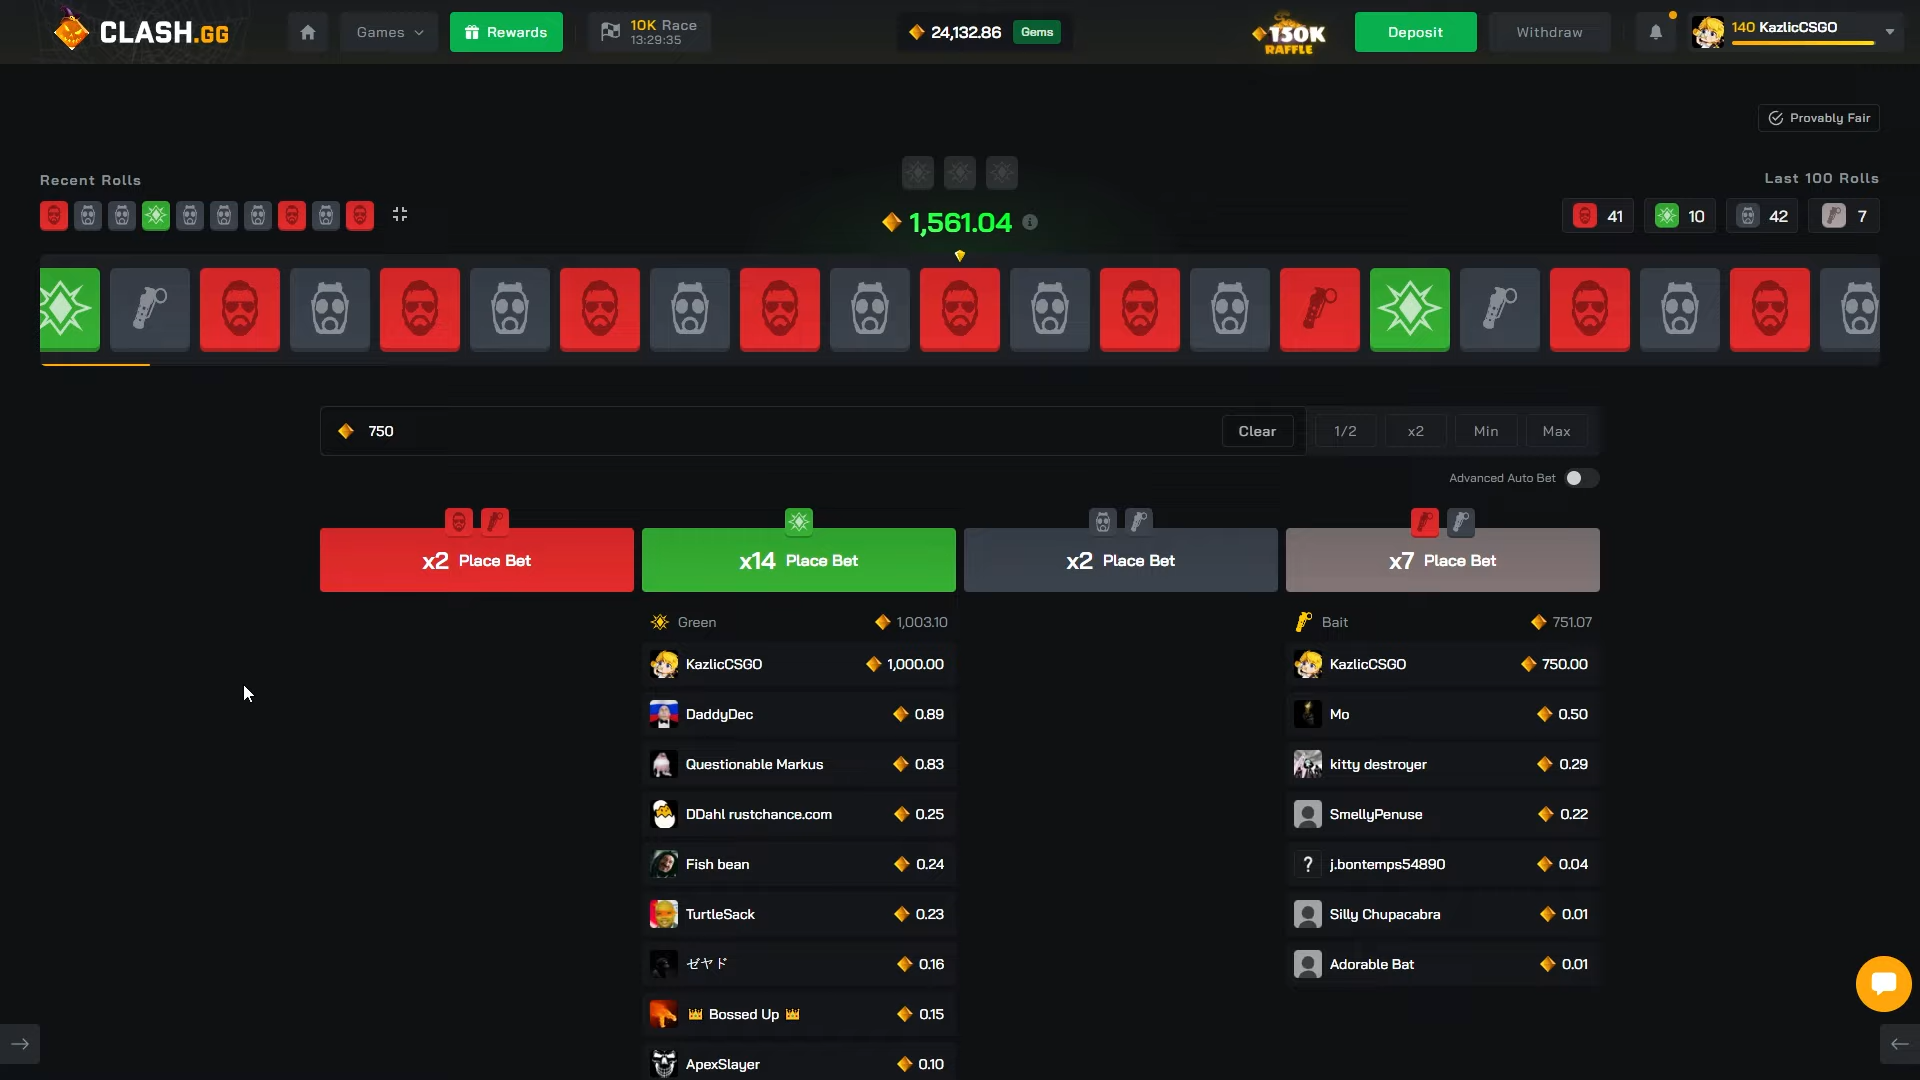 CLASH.GG
Games
Rewards
10K Race
13:29:35
24,132.86
Gems
130K
RAFFLE
Deposit
Withdraw
140 KazlicCSGO
Provably Fair
Recent Rolls
Last 100 Rolls
41
10
42
7
1,561.04
750
Clear
1/2
x2
Min
Max
Advanced Auto Bet
x2 Place Bet
x14 Place Bet
x2 Place Bet
x7 Place Bet
Green 1,003.10
KazlicCSGO 1,000.00
DaddyDec 0.89
Questionable Markus 0.83
DDahl rustchance.com 0.25
Fish bean 0.24
TurtleSack 0.23
ゼヤド 0.16
👑 Bossed Up 👑 0.15
ApexSlayer 0.10
Bait 751.07
KazlicCSGO 750.00
Mo 0.50
kitty destroyer 0.29
SmellyPenuse 0.22
? j.bontemps54890 0.04
Silly Chupacabra 0.01
Adorable Bat 0.01